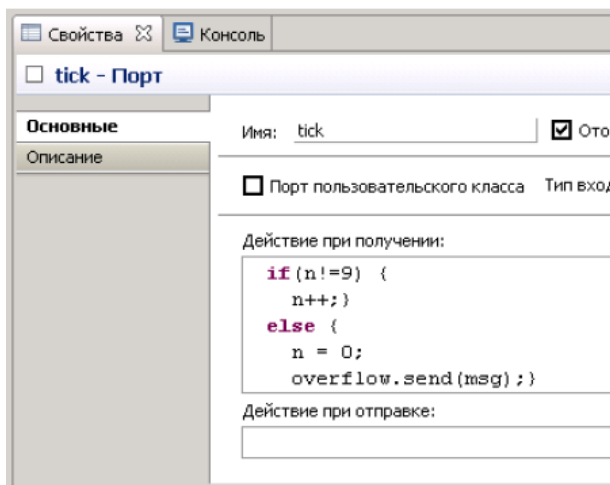 Свойства Консоль
tick - Порт
Основные
Описание
Имя: tick Ото
Порт пользовательского класса Тип вход
Действие при получении:
if(n!=9) {
n++;}
else {
n = 0;
overflow.send(msg);}
Действие при отправке: